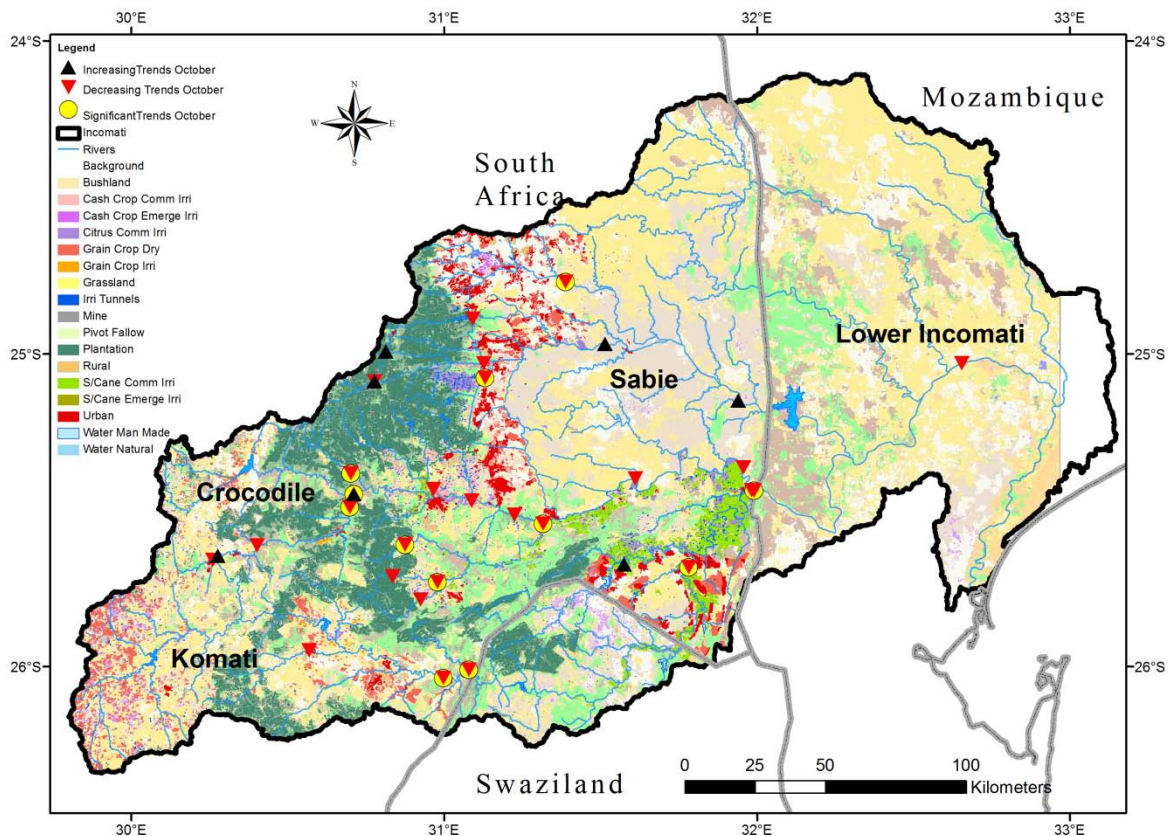 30°E 31°E 32°E 33°E
24°S 24°S
Legend
IncreasingTrends October
Decreasing Trends October
SignificantTrends October
Incomati
Rivers
Background
Bushland
Cash Crop Comm Irri
Cash Crop Emerge Irri
Citrus Comm Irri
Grain Crop Dry
Grain Crop Irri
Grassland
Irri Tunnels
Mine
Pivot Fallow
Plantation
Rural
S/Cane Comm Irri
S/Cane Emerge Irri
Urban
Water Man Made
Water Natural
N
W E
S
Mozambique
South
Africa
25°S 25°S
Lower Incomati
Sabie
Crocodile
Komati
26°S 26°S
Swaziland
0 25 50 100
Kilometers
30°E 31°E 32°E 33°E